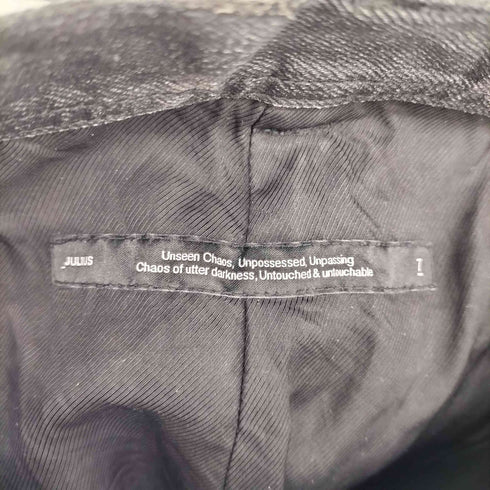 _JULIUS
Unseen Chaos, Unpossessed, Unpassing
Chaos of utter darkness, Untouched & untouchable
1